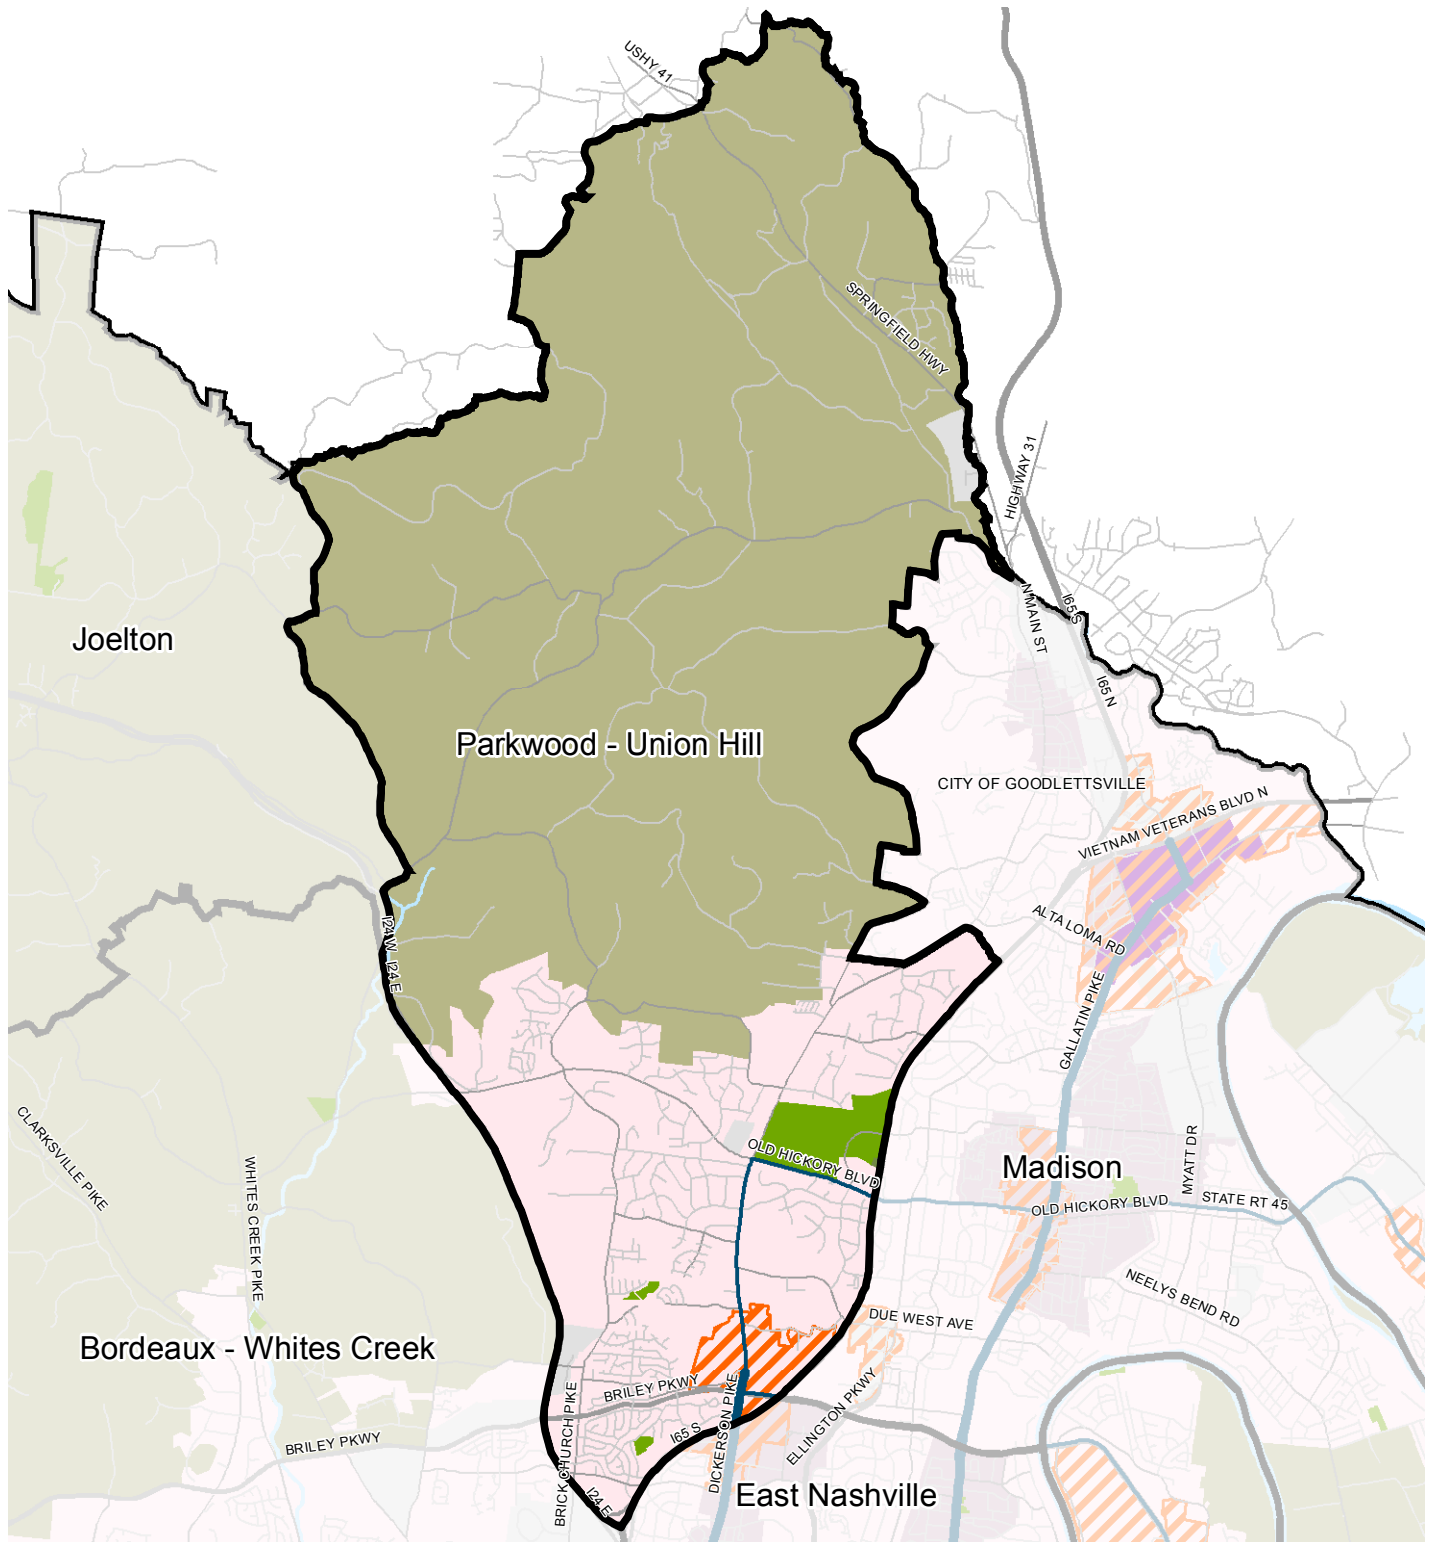 USHY 41
SPRINGFIELD HWY
HIGHWAY 31
I65 S
N MAIN ST
Joelton
I65 N
Parkwood - Union Hill
CITY OF GOODLETTSVILLE
VIETNAM VETERANS BLVD N
ALTA LOMA RD
I24 W
I24 E
GALLATIN PIKE
CLARKSVILLE PIKE
WHITES CREEK PIKE
OLD HICKORY BLVD
Madison
MYATT DR
OLD HICKORY BLVD
STATE RT 45
NEELYS BEND RD
DUE WEST AVE
Bordeaux - Whites Creek
BRILEY PKWY
DICKERSON PIKE
ELLINGTON PKWY
BRICK CHURCH PIKE
I65 S
BRILEY PKWY
I24 E
East Nashville